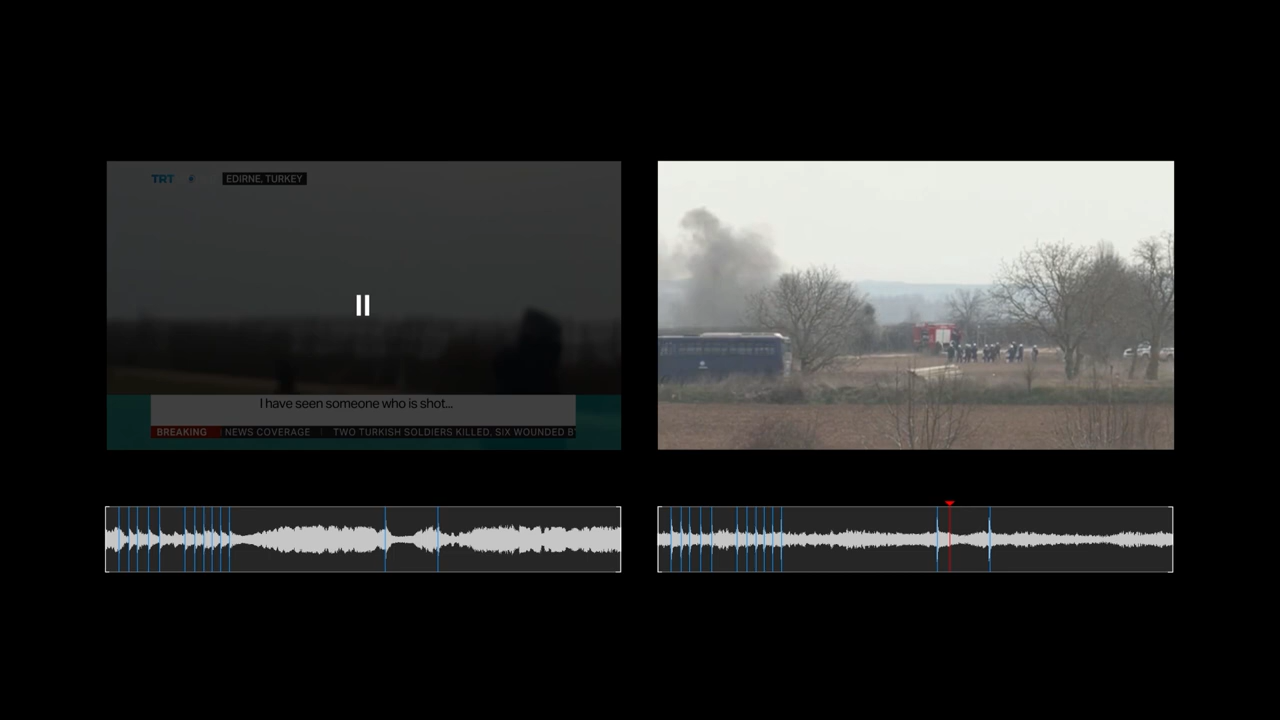 TRT
EDIRNE, TURKEY
I have seen someone who is shot...
BREAKING NEWS COVERAGE TWO TURKISH SOLDIERS KILLED, SIX WOUNDED B